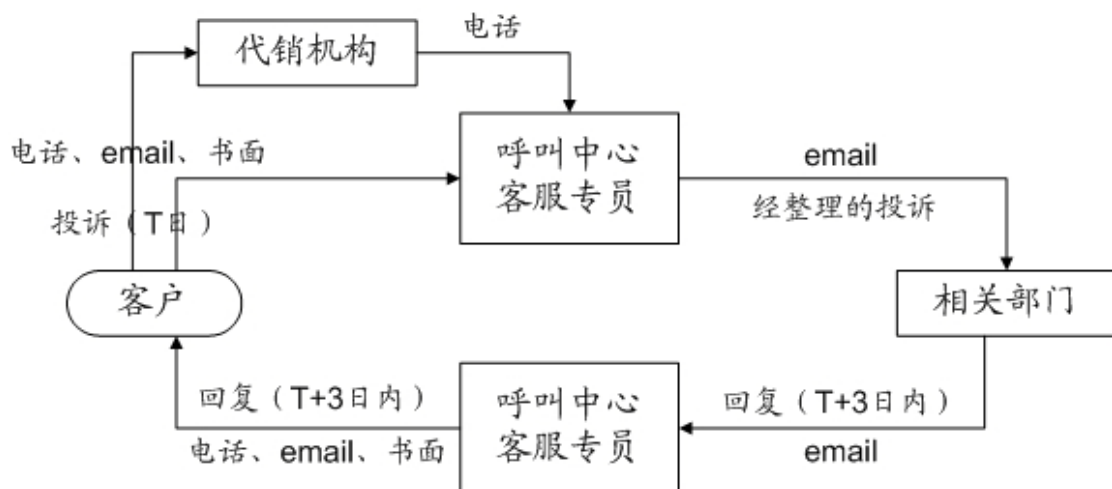 代销机构
电话
电话、email、书面
投诉（T日）
呼叫中心
客服专员
email
经整理的投诉
客户
相关部门
回复（T+3日内）
电话、email、书面
呼叫中心
客服专员
回复（T+3日内）
email